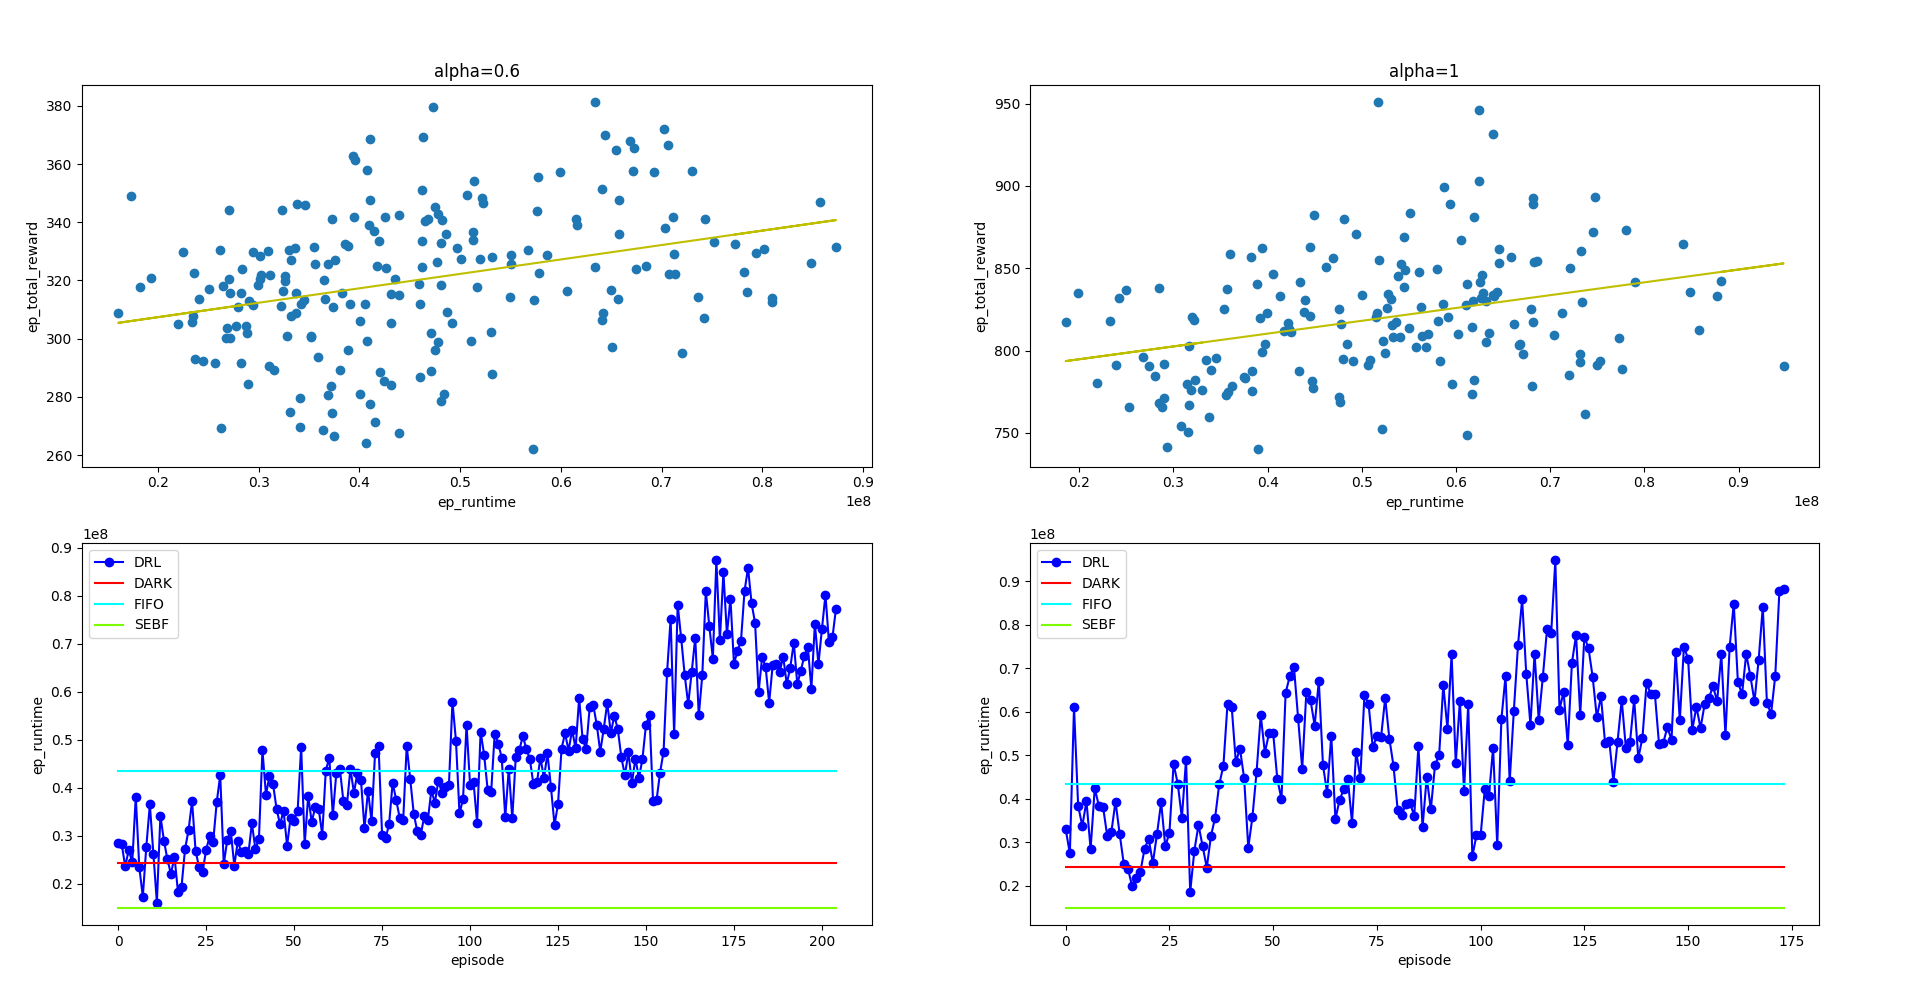 alpha=0.6
380
360
340
320
300
280
260
ep_total_reward
0.2 0.3 0.4 0.5 0.6 0.7 0.8 0.9
ep_runtime
1e8
alpha=1
950
900
850
800
750
ep_total_reward
0.2 0.3 0.4 0.5 0.6 0.7 0.8 0.9
ep_runtime
1e8
1e8
0.9
0.8
0.7
0.6
0.5
0.4
0.3
0.2
ep_runtime
DRL
DARK
FIFO
SEBF
0 25 50 75 100 125 150 175 200
episode
1e8
0.9
0.8
0.7
0.6
0.5
0.4
0.3
0.2
ep_runtime
DRL
DARK
FIFO
SEBF
0 25 50 75 100 125 150 175
episode